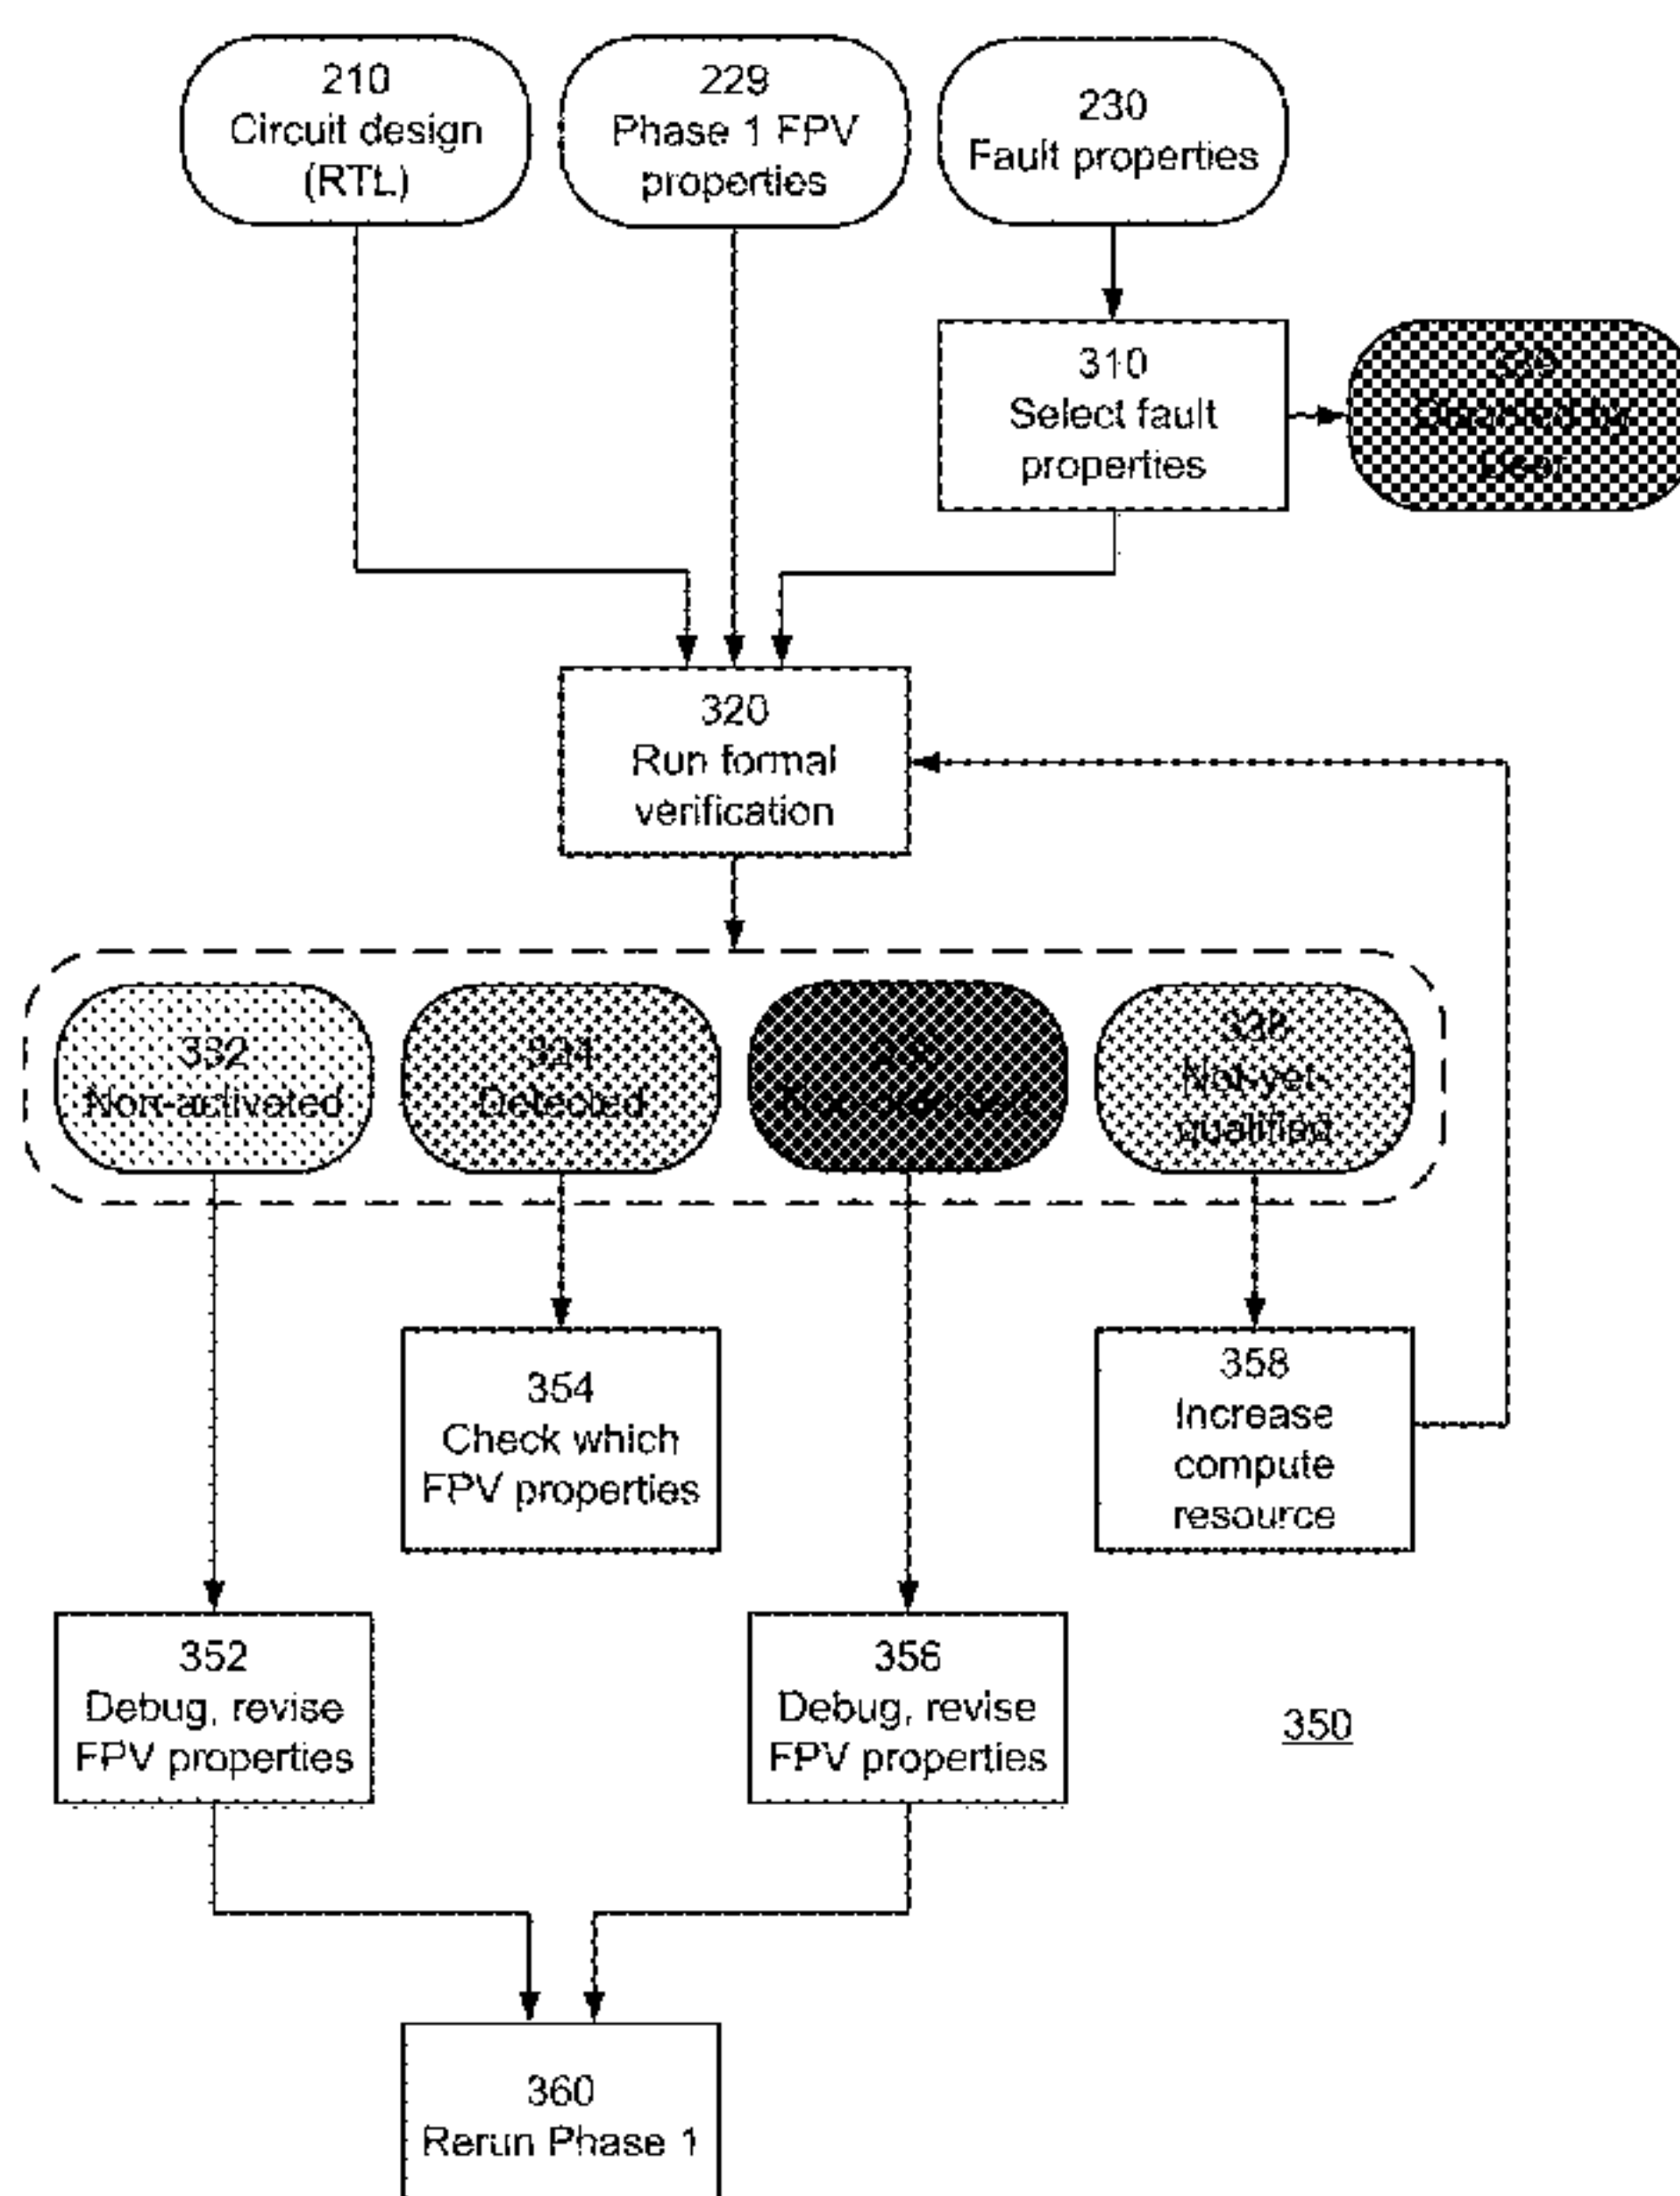 210
Circuit design
(RTL)
229
Phase 1 FPV
properties
230
Fault properties
310
Select fault
properties
320
Run formal
verification
332
Non-activated
Detected
338
Not-yet-
qualified
354
Check which
FPV properties
358
Increase
compute
resource
352
Debug, revise
FPV properties
356
Debug, revise
FPV properties
350
360
Rerun Phase 1